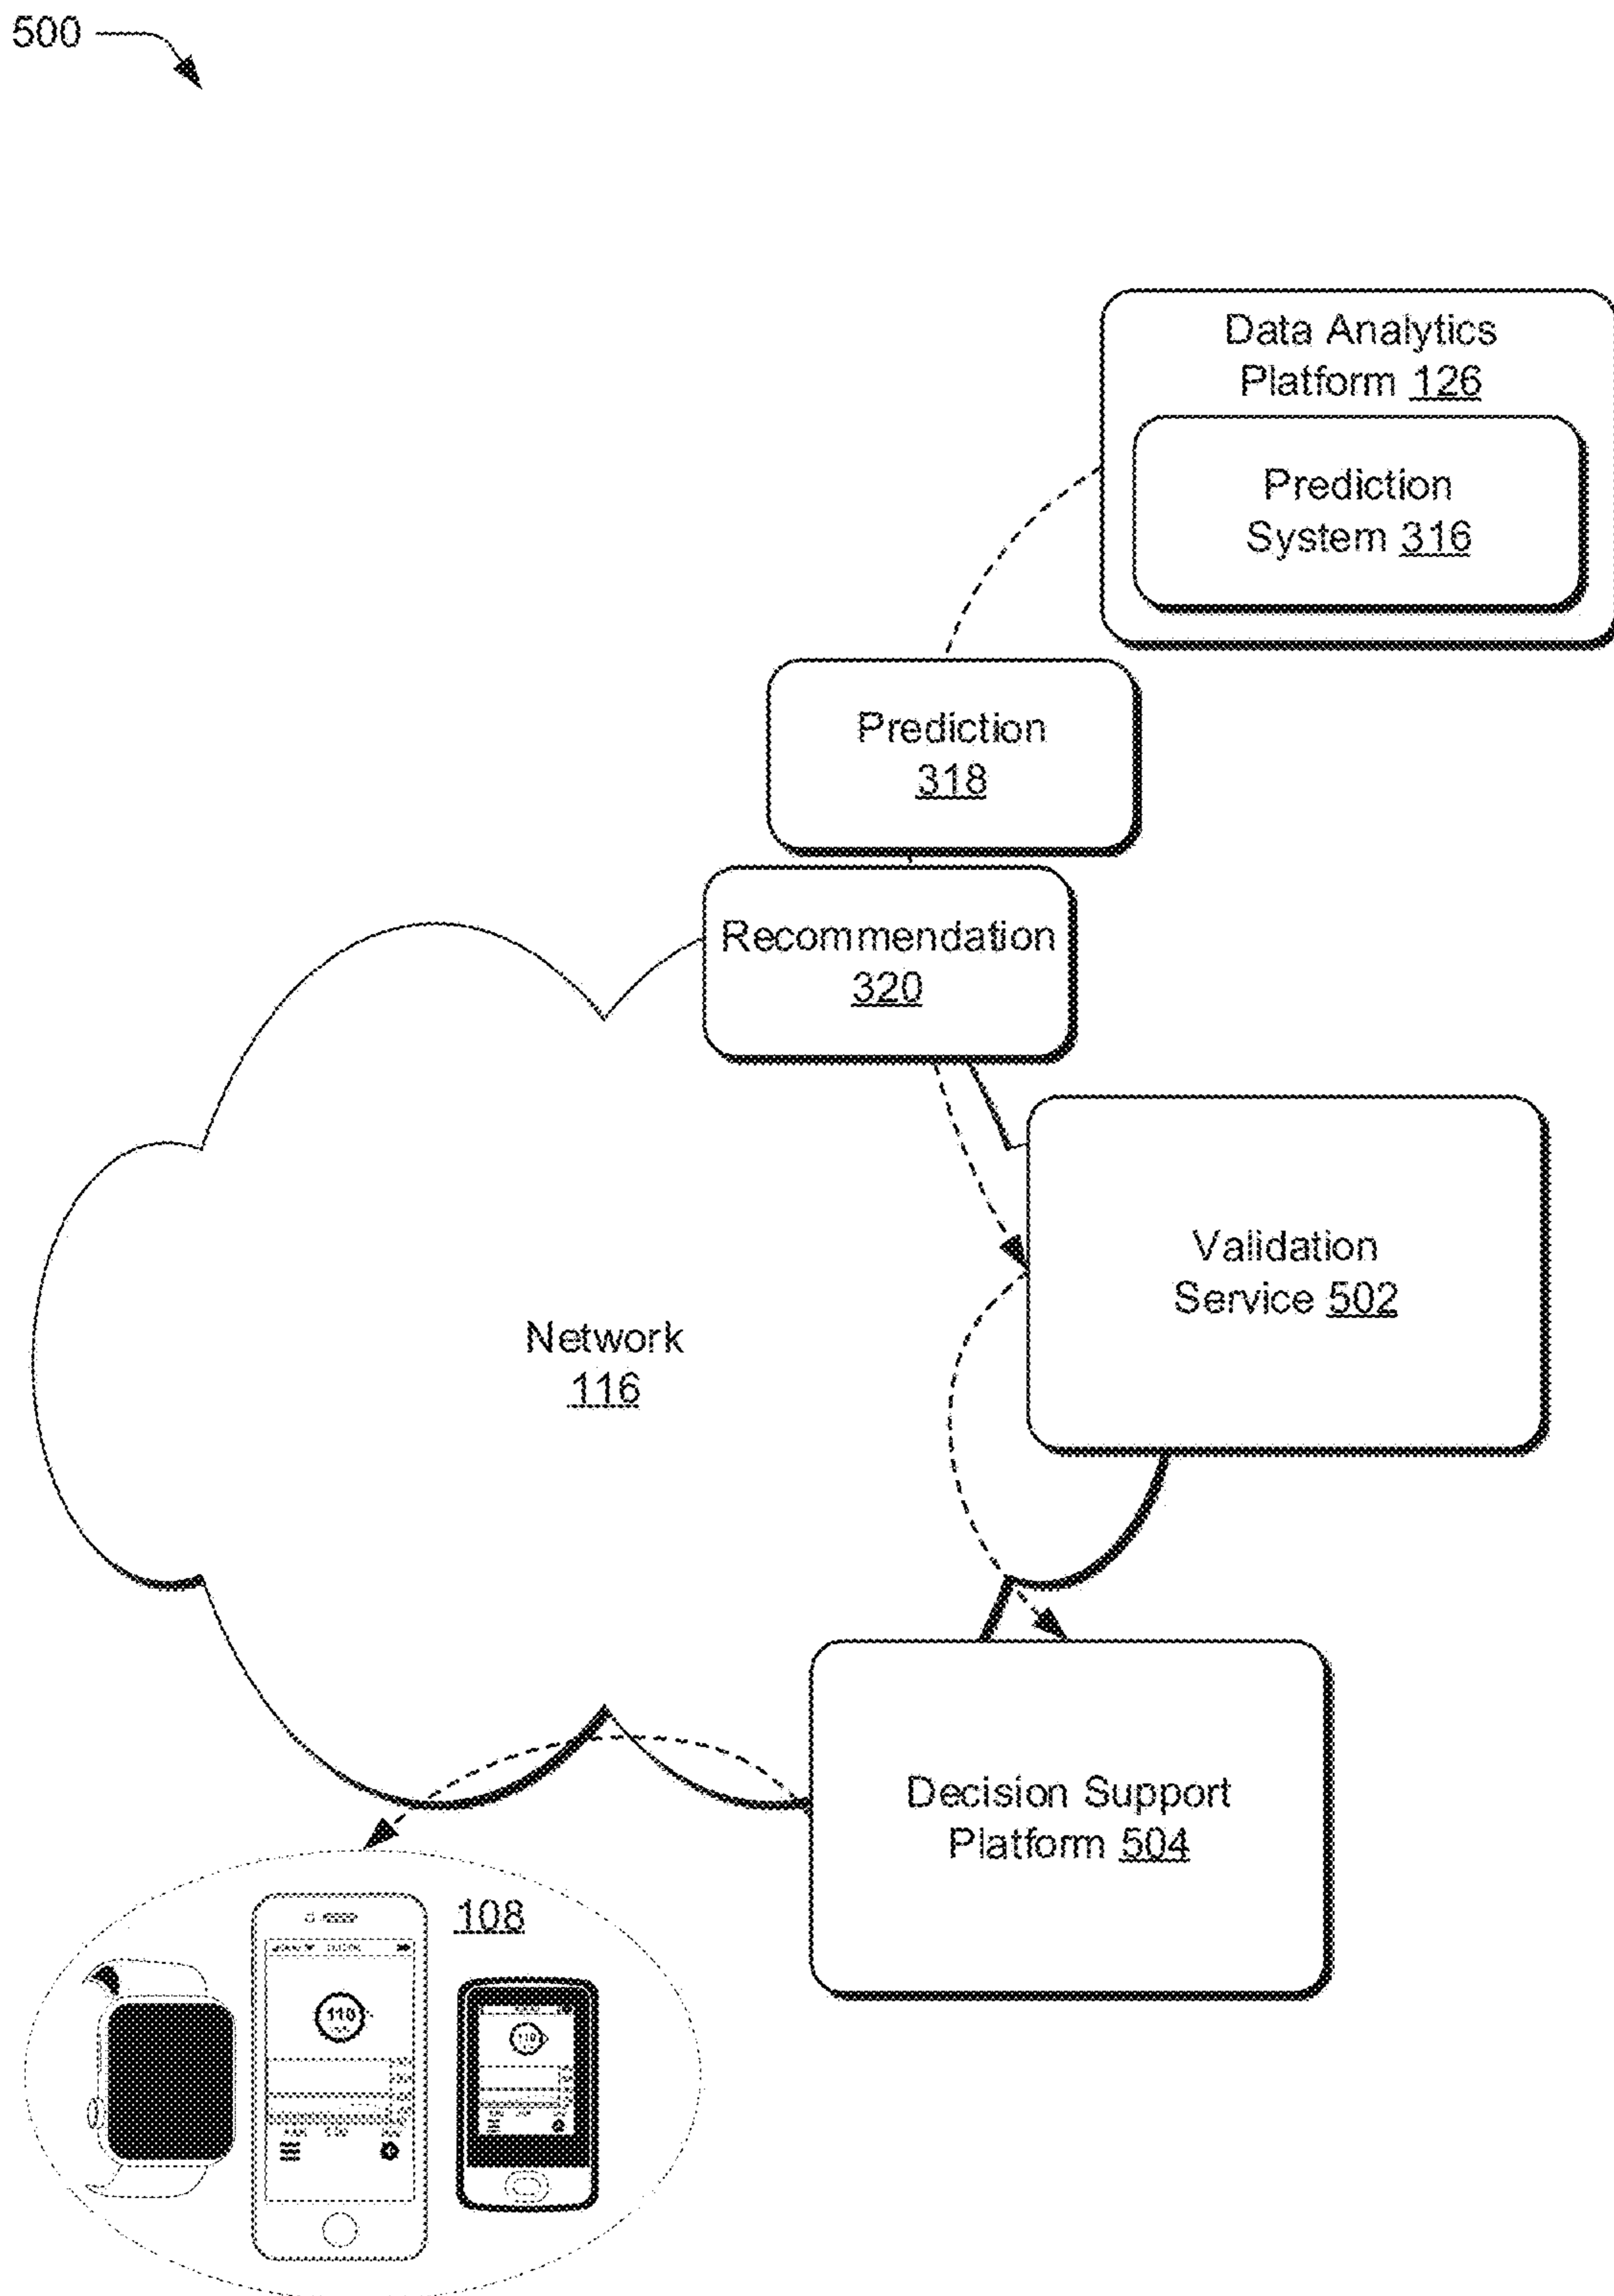 500
Data Analytics
Platform 126
Prediction
System 316
Prediction
318
Recommendation
320
Validation
Service 502
Network
116
Decision Support
Platform 504
108
110
110